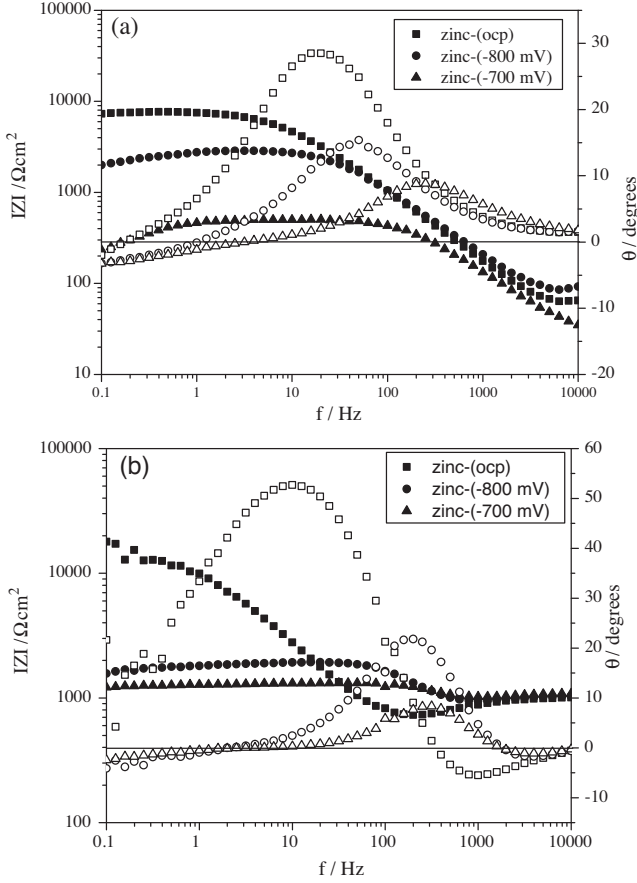 (a)
zinc-(ocp)
zinc-(-800 mV)
zinc-(-700 mV)
100000
10000
1000
100
10
IZI /Ωcm2
30
20
10
0
-10
-20
θ / degrees
0.1 1 10 100 1000 10000
f / Hz
(b)
zinc-(ocp)
zinc-(-800 mV)
zinc-(-700 mV)
100000
10000
1000
100
IZI /Ωcm2
60
50
40
30
20
10
0
-10
θ / degrees
0.1 1 10 100 1000 10000
f / Hz